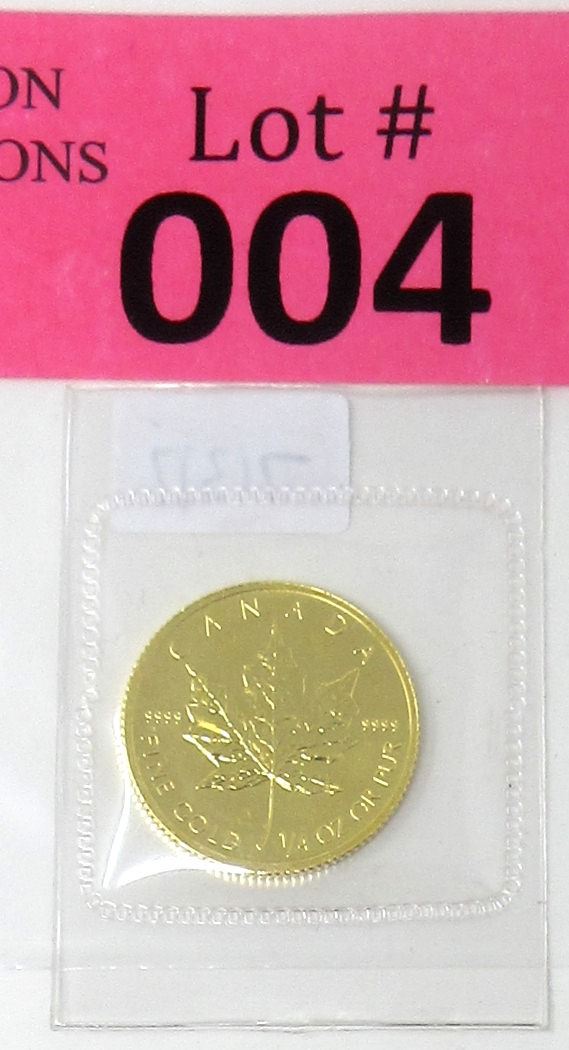 ON
ONS
Lot #
004
CANADA
9999 9999
FINE GOLD 1/4 OZ OR PUR